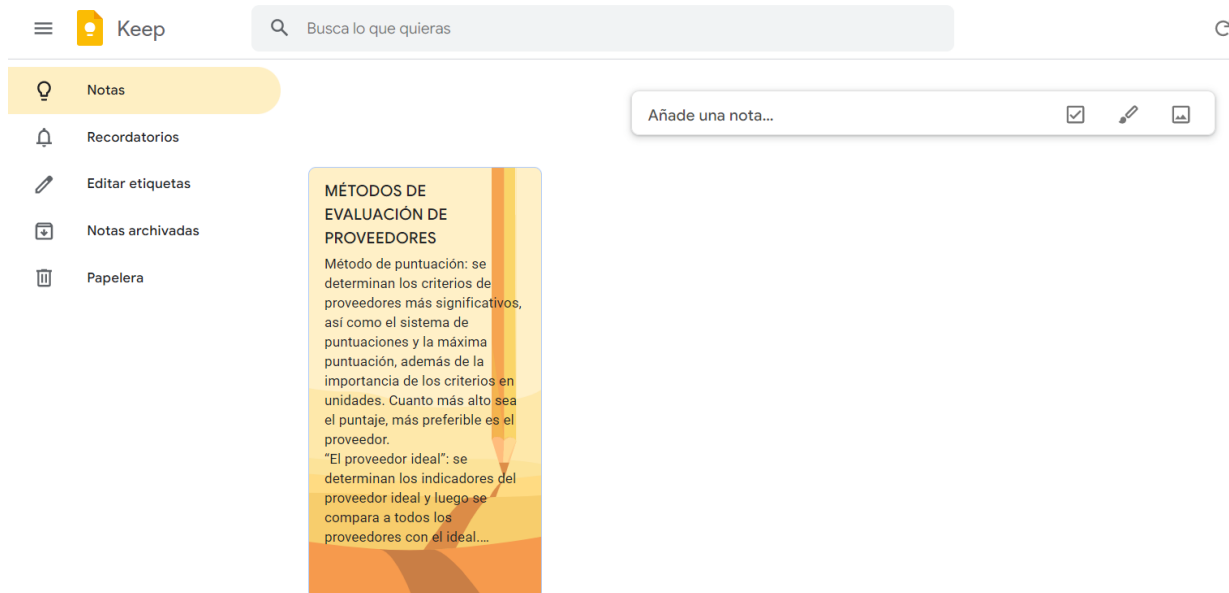 Keep
Busca lo que quieras
Notas
Recordatorios
Editar etiquetas
Notas archivadas
Papelera
Añade una nota...
MÉTODOS DE
EVALUACIÓN DE
PROVEEDORES
Método de puntuación: se
determinan los criterios de
proveedores más significativos,
así como el sistema de
puntuaciones y la máxima
puntuación, además de la
importancia de los criterios en
unidades. Cuanto más alto sea
el puntaje, más preferible es el
proveedor.
“El proveedor ideal”: se
determinan los indicadores del
proveedor ideal y luego se
compara a todos los
proveedores con el ideal....